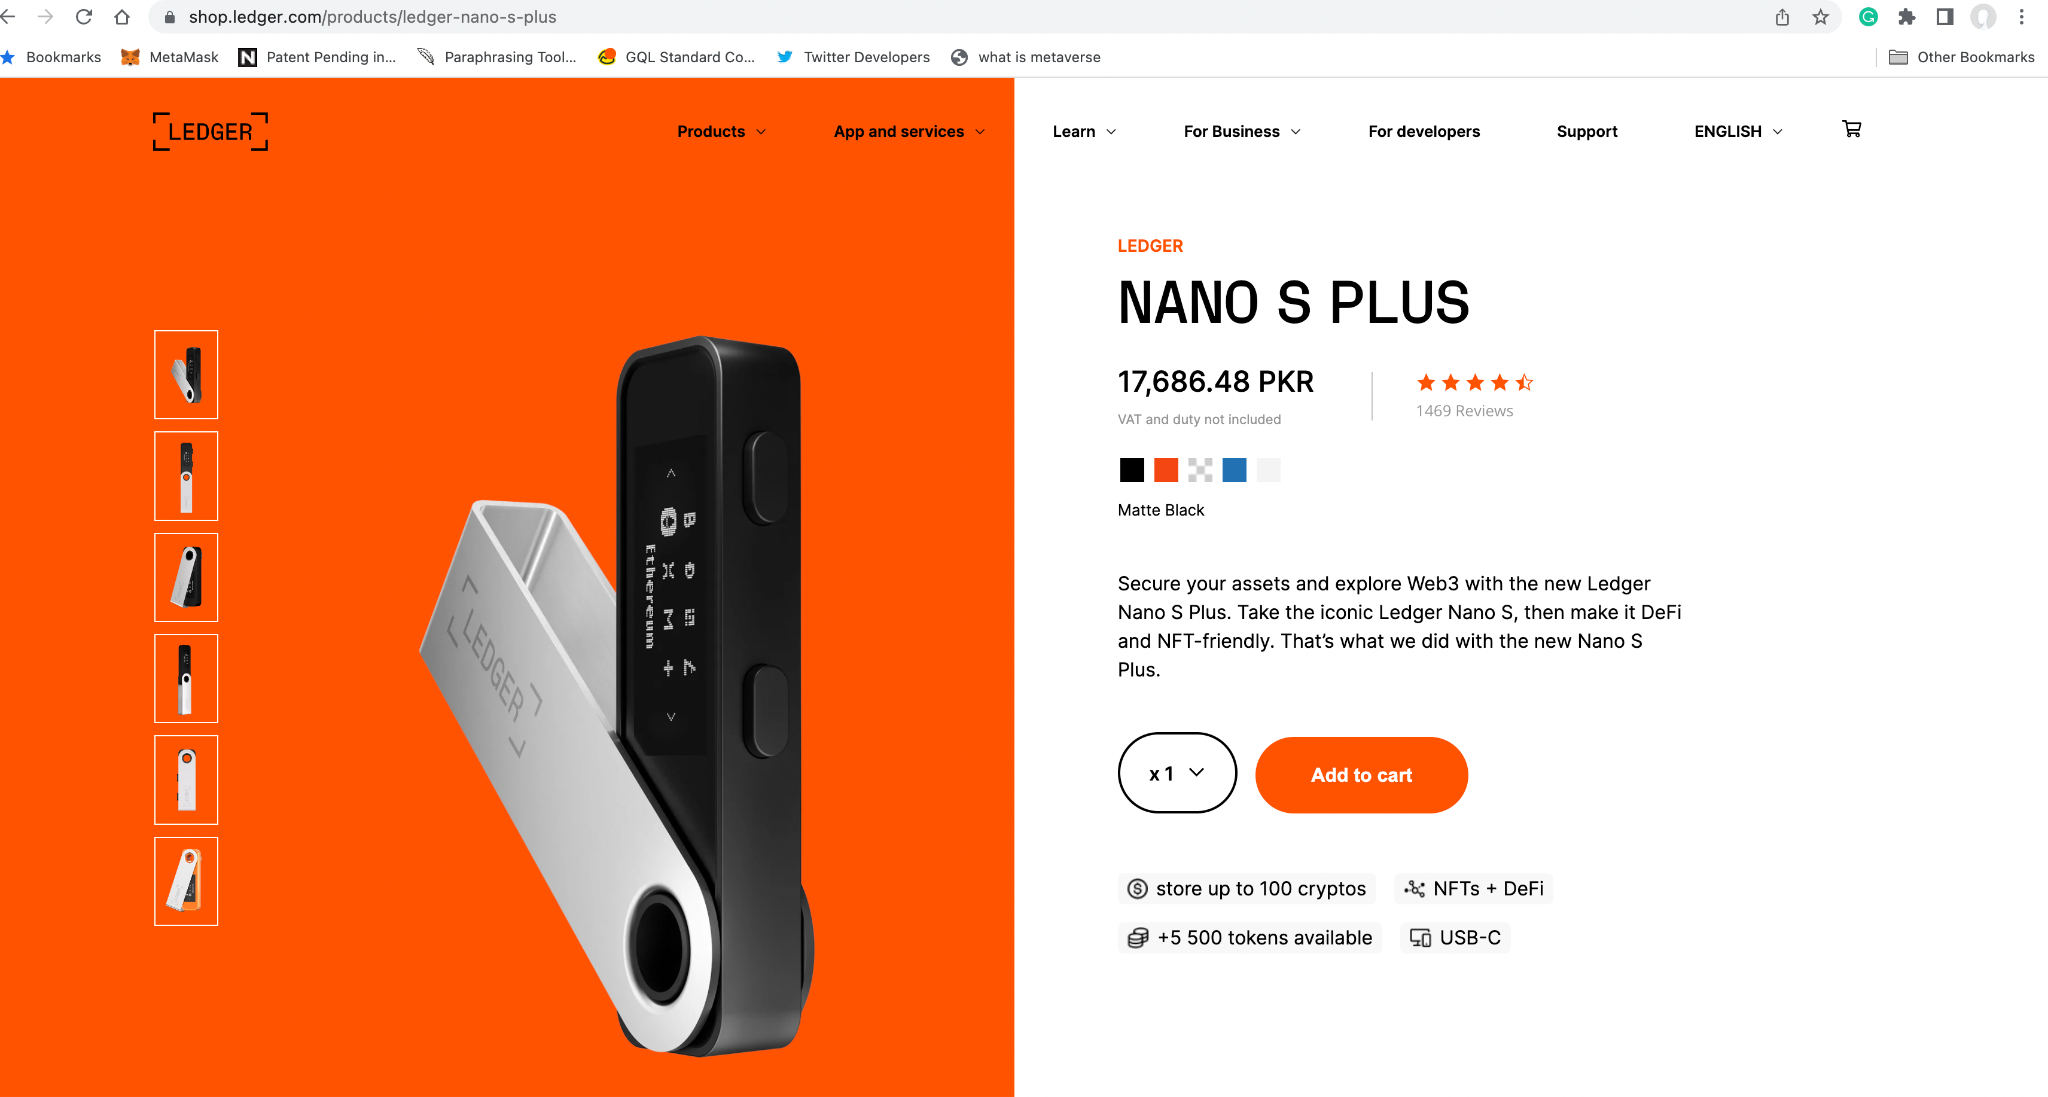 shop.ledger.com/products/ledger-nano-s-plus
Bookmarks
MetaMask
Patent Pending in...
Paraphrasing Tool...
GQL Standard Co...
Twitter Developers
what is metaverse
Other Bookmarks
LEDGER
Products
App and services
Learn
For Business
For developers
Support
ENGLISH
LEDGER
NANO S PLUS
17,686.48 PKR
VAT and duty not included
1469 Reviews
Matte Black
Secure your assets and explore Web3 with the new Ledger
Nano S Plus. Take the iconic Ledger Nano S, then make it DeFi
and NFT-friendly. That’s what we did with the new Nano S
Plus.
x 1
Add to cart
store up to 100 cryptos
NFTs + DeFi
+5 500 tokens available
USB-C
LEDGER
Ethereum